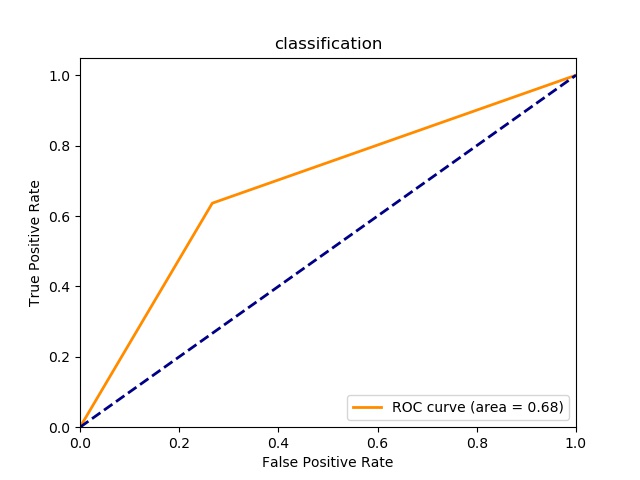 classification
True Positive Rate
1.0
0.8
0.6
0.4
0.2
0.0
ROC curve (area = 0.68)
0.0 0.2 0.4 0.6 0.8 1.0
False Positive Rate